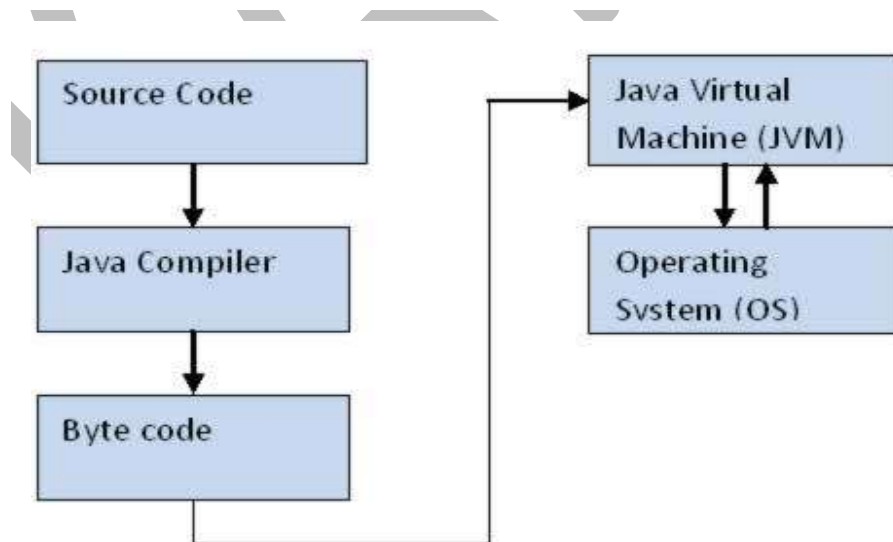 Source Code
Java Compiler
Byte code
Java Virtual
Machine (JVM)
Operating
System (OS)